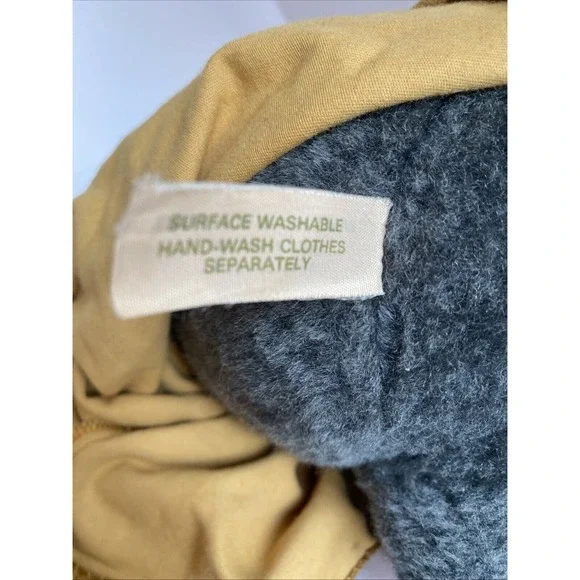 SURFACE WASHABLE
HAND-WASH CLOTHES
SEPARATELY